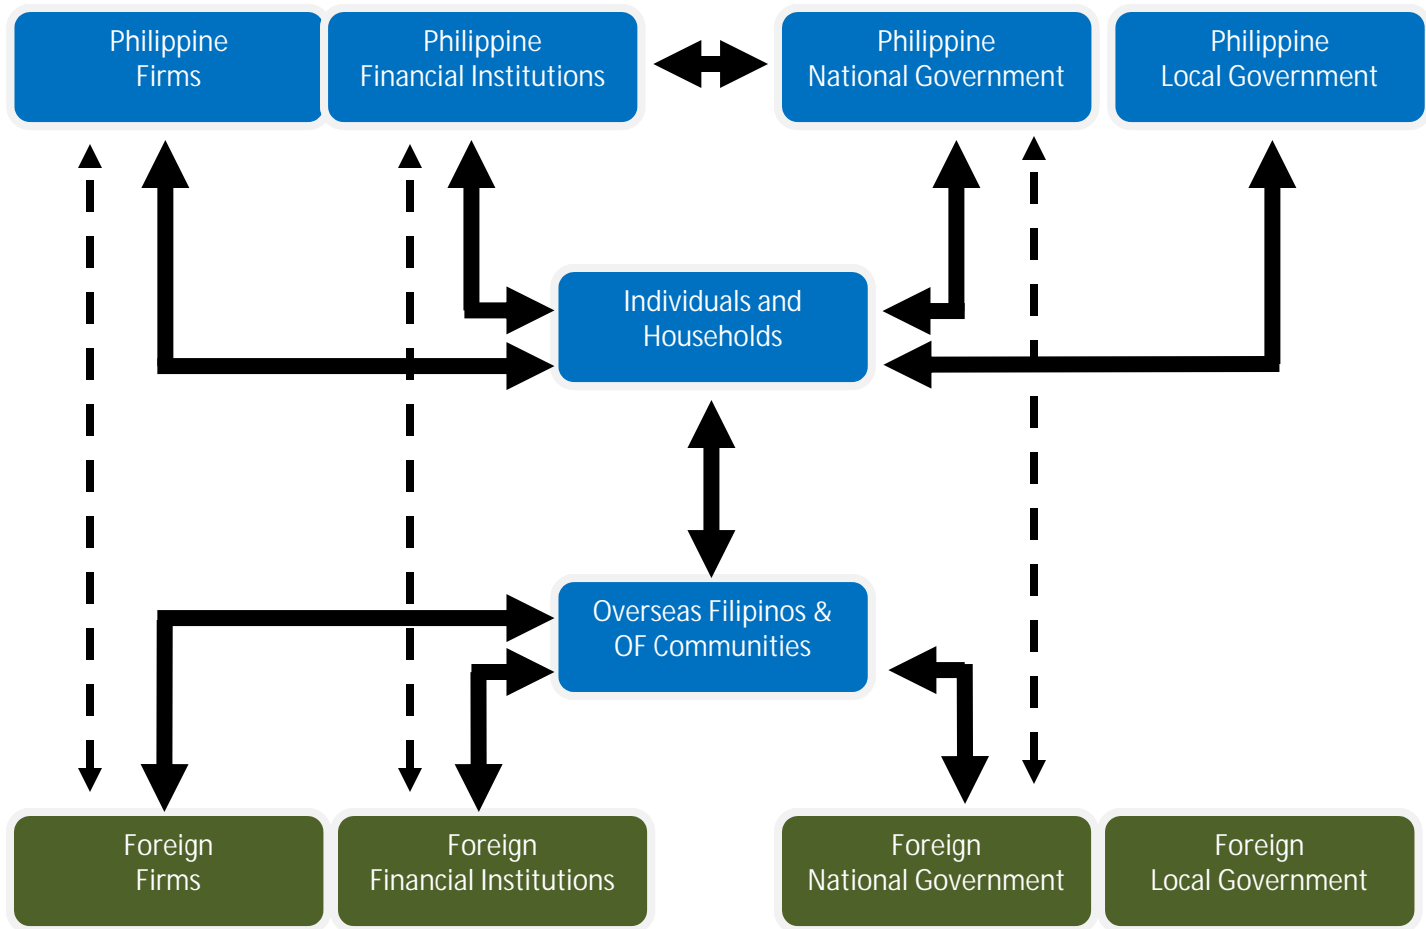 Philippine
Firms
Philippine
Financial Institutions
Philippine
National Government
Philippine
Local Government
Individuals and
Households
Overseas Filipinos &
OF Communities
Foreign
Firms
Foreign
Financial Institutions
Foreign
National Government
Foreign
Local Government